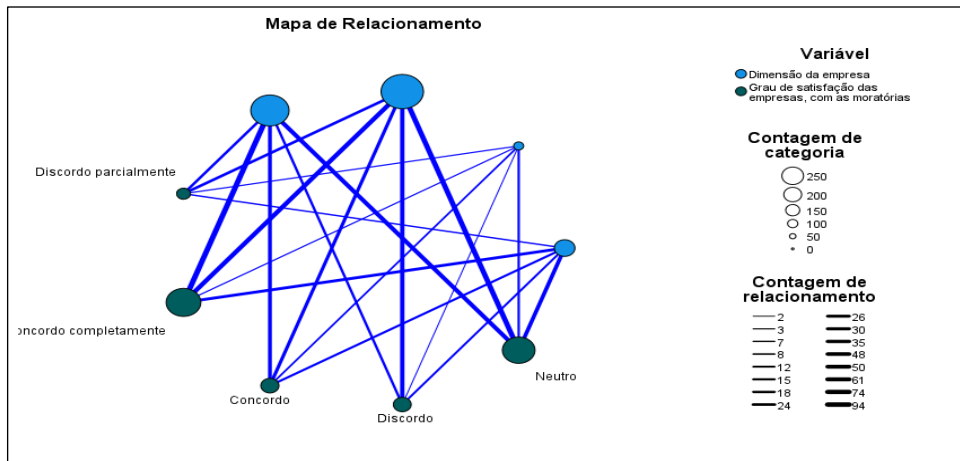 Mapa de Relacionamento
Discordo parcialmente
oncordo completamente
Concordo
Discordo
Neutro
Variável
Dimensão da empresa
Grau de satisfação das
empresas, com as moratórias
Contagem de
categoria
250
200
150
100
50
0
Contagem de
relacionamento
2 26
3 30
7 35
8 48
12 50
15 61
18 74
24 94